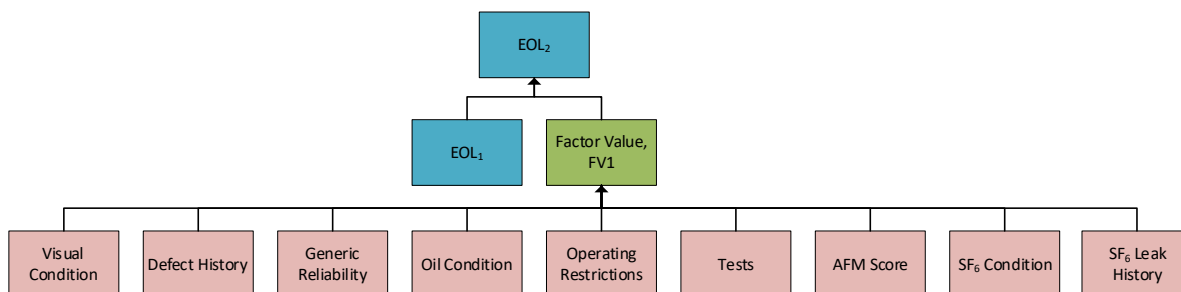 EOL₂
EOL₁
Factor Value,
FV1
Visual
Condition
Defect History
Generic
Reliability
Oil Condition
Operating
Restrictions
Tests
AFM Score
SF₆ Condition
SF₆ Leak
History